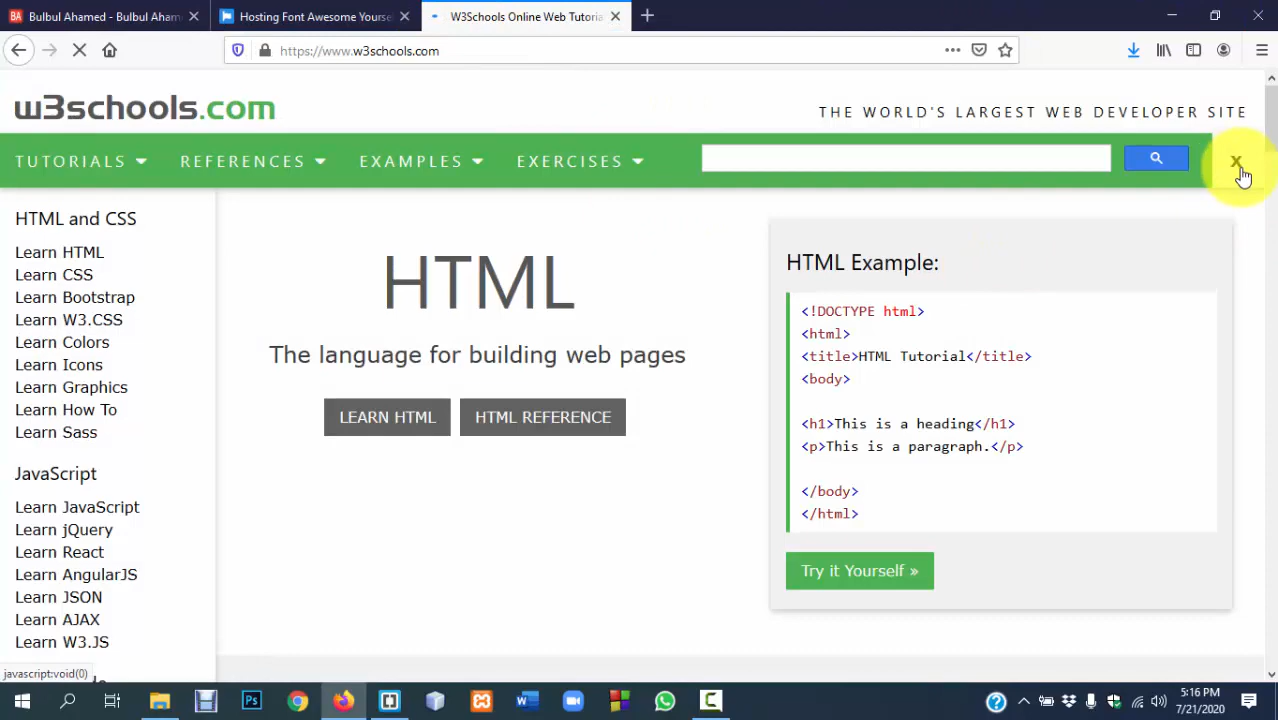 Bulbul Ahamed - Bulbul Aham
Hosting Font Awesome Yourse
W3Schools Online Web Tutoria
https://www.w3schools.com
w3schools.com
THE WORLD'S LARGEST WEB DEVELOPER SITE
TUTORIALS
REFERENCES
EXAMPLES
EXERCISES
x
HTML and CSS
Learn HTML
Learn CSS
Learn Bootstrap
Learn W3.CSS
Learn Colors
Learn Icons
Learn Graphics
Learn How To
Learn Sass
JavaScript
Learn JavaScript
Learn jQuery
Learn React
Learn AngularJS
Learn JSON
Learn AJAX
Learn W3.JS
HTML
The language for building web pages
LEARN HTML
HTML REFERENCE
HTML Example:
<!DOCTYPE html>
<html>
<title>HTML Tutorial</title>
<body>
<h1>This is a heading</h1>
<p>This is a paragraph.</p>
</body>
</html>
Try it Yourself »
javascript:void(0)
5:16 PM
7/21/2020